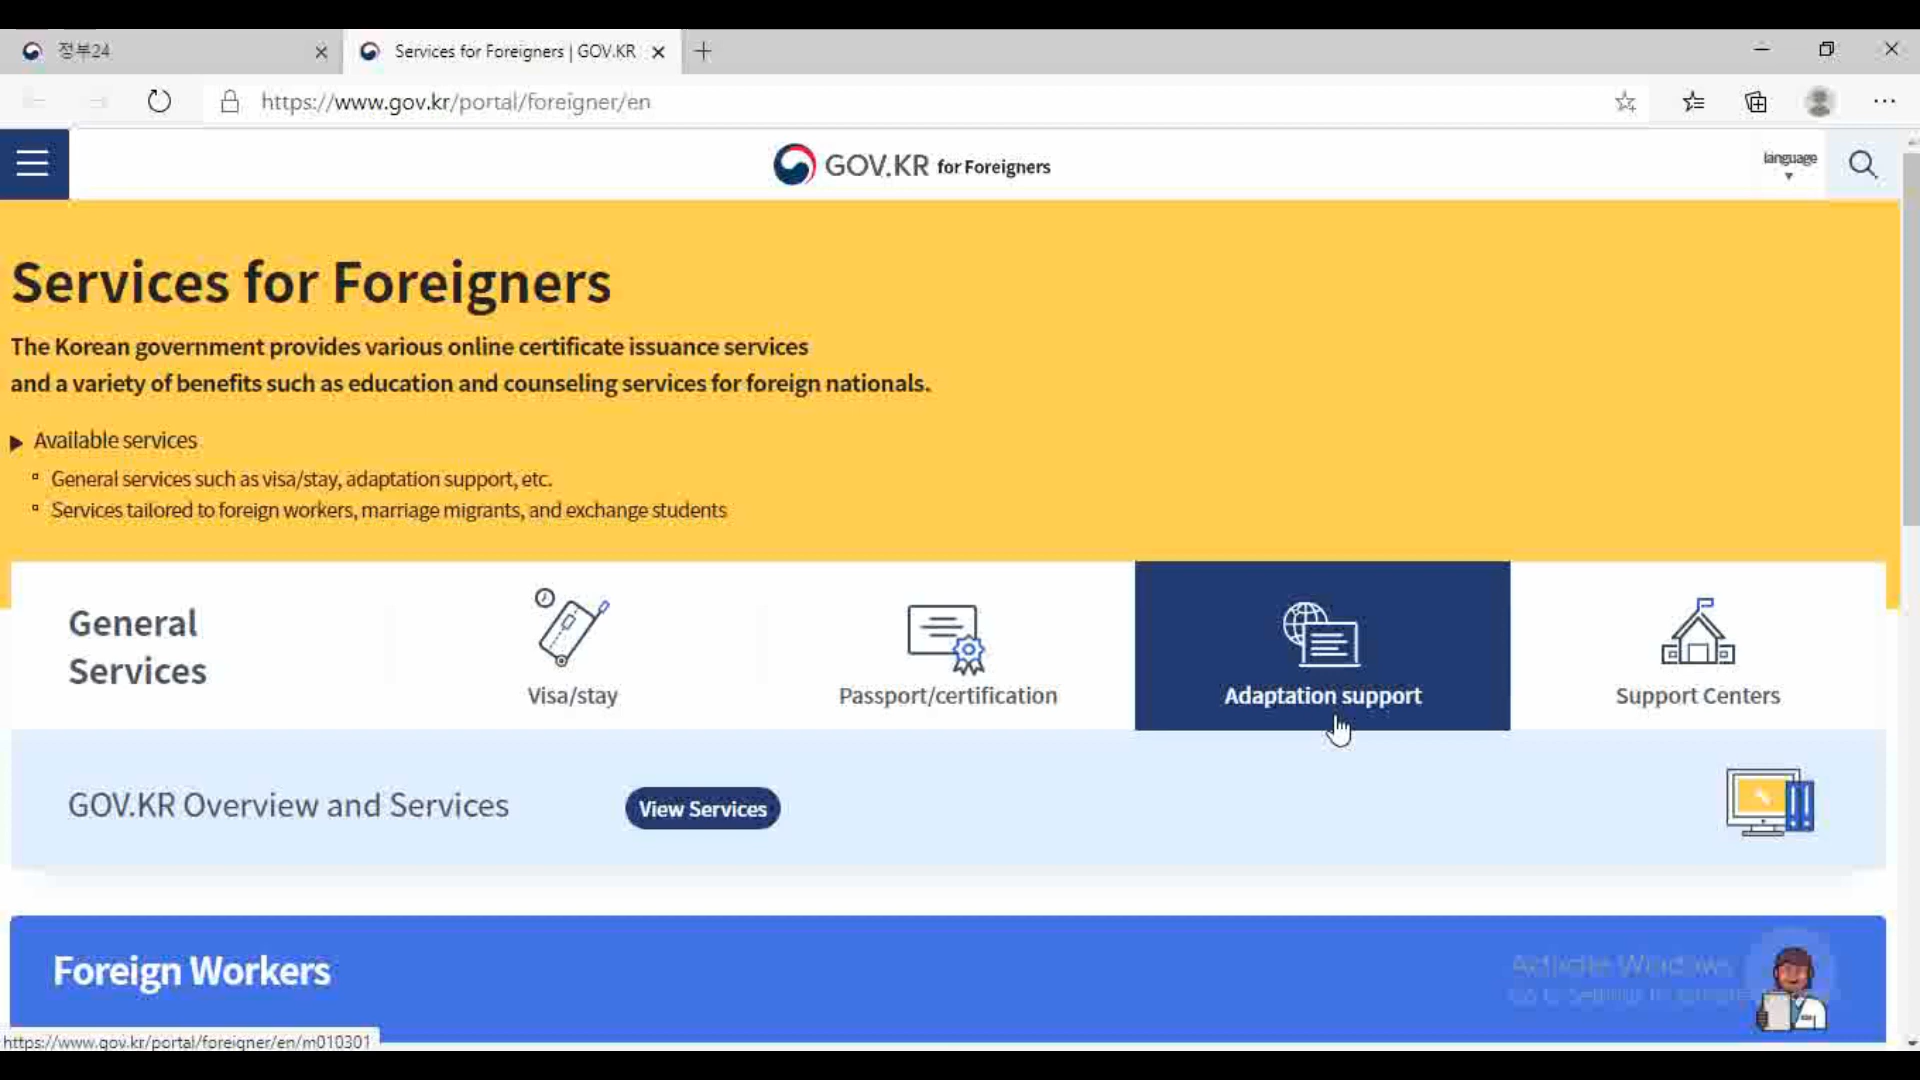 정부24
Services for Foreigners | GOV.KR
https://www.gov.kr/portal/foreigner/en
GOV.KR for Foreigners
language
Services for Foreigners
The Korean government provides various online certificate issuance services
and a variety of benefits such as education and counseling services for foreign nationals.
Available services
General services such as visa/stay, adaptation support, etc.
Services tailored to foreign workers, marriage migrants, and exchange students
General
Services
Visa/stay
Passport/certification
Adaptation support
Support Centers
GOV.KR Overview and Services
View Services
Foreign Workers
Activate Windows
Go to Settings to activate
https://www.gov.kr/portal/foreigner/en/m010301